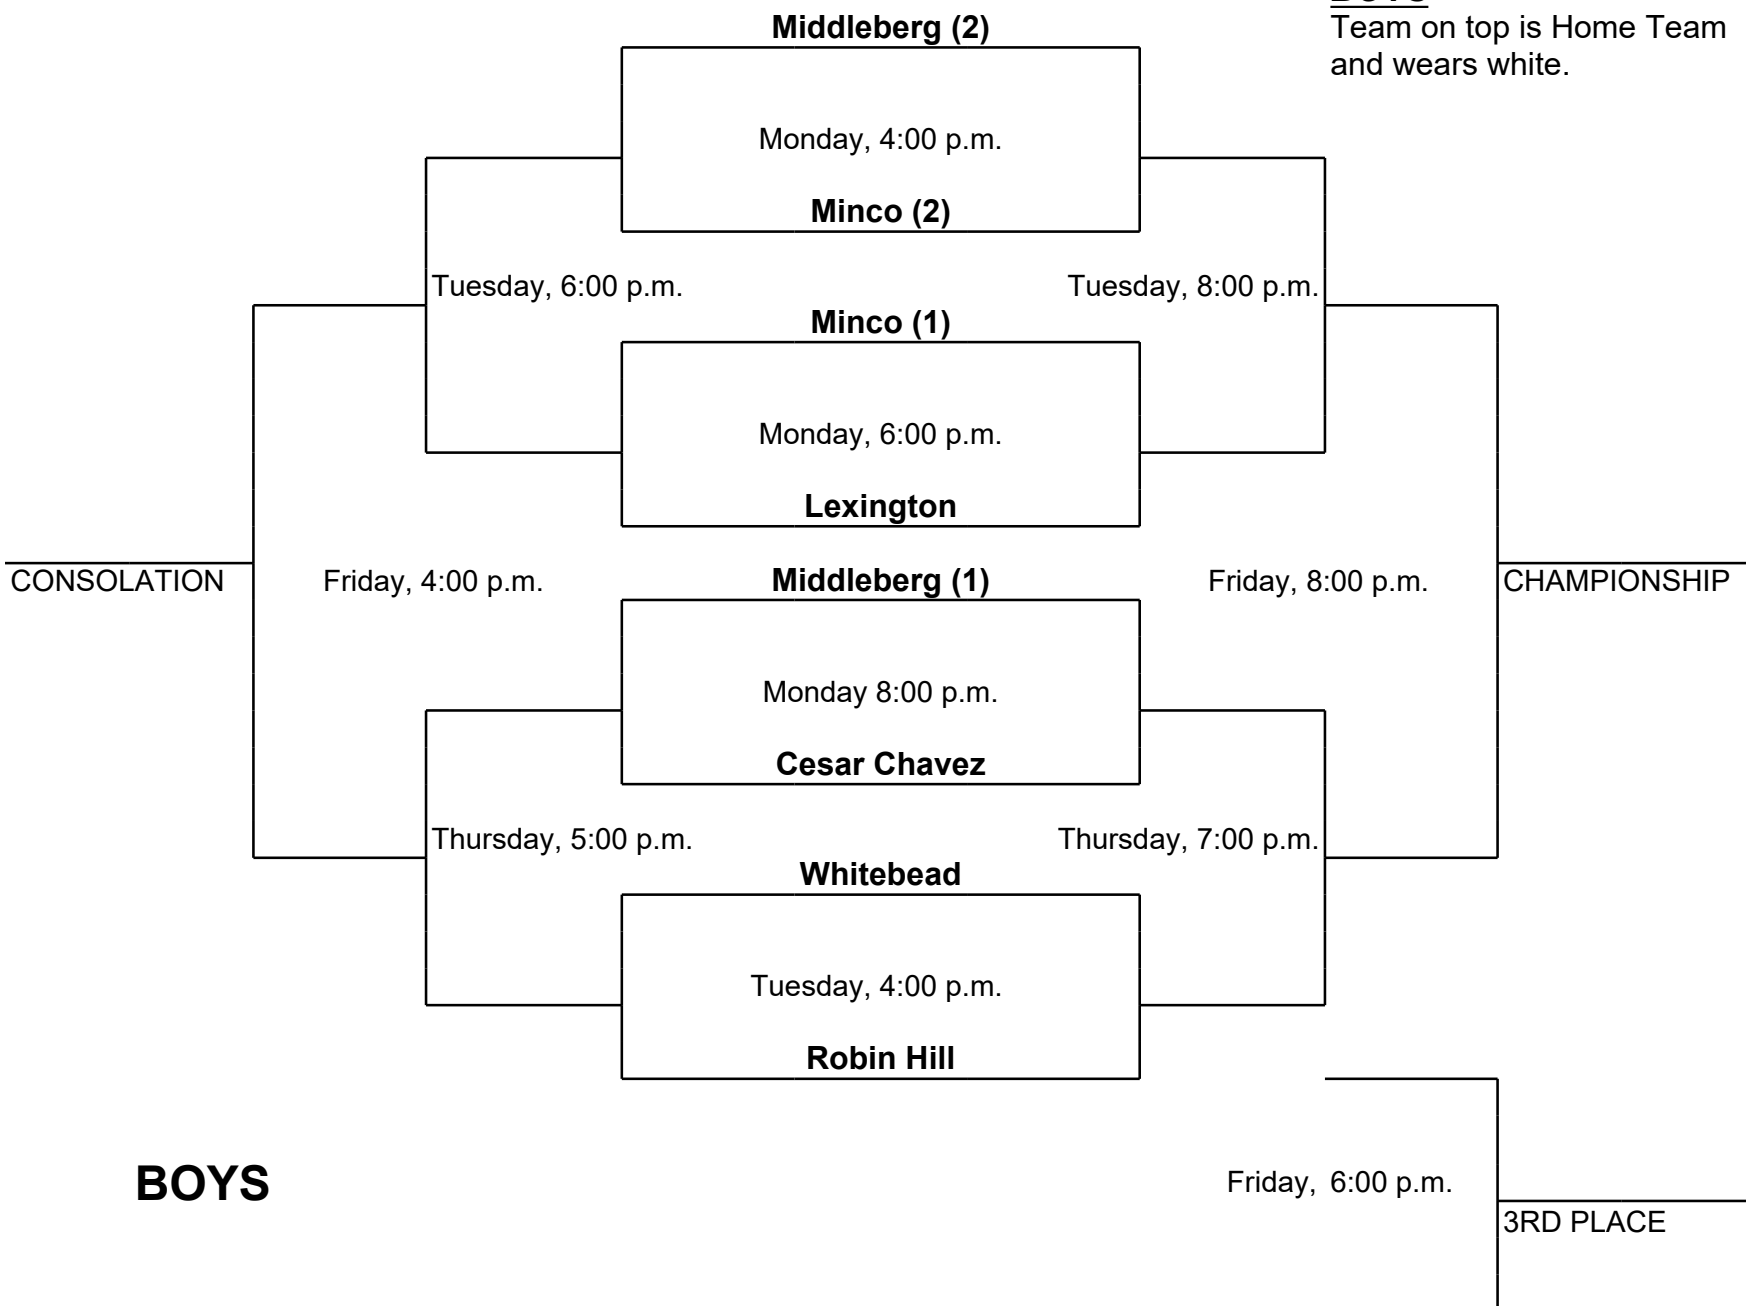 Middleberg (2)
Team on top is Home Team
and wears white.
Monday, 4:00 p.m.
Minco (2)
Tuesday, 6:00 p.m.
Tuesday, 8:00 p.m.
Minco (1)
Monday, 6:00 p.m.
Lexington
CONSOLATION
Friday, 4:00 p.m.
Middleberg (1)
Friday, 8:00 p.m.
CHAMPIONSHIP
Monday 8:00 p.m.
Cesar Chavez
Thursday, 5:00 p.m.
Thursday, 7:00 p.m.
Whitebead
Tuesday, 4:00 p.m.
Robin Hill
BOYS
Friday, 6:00 p.m.
3RD PLACE